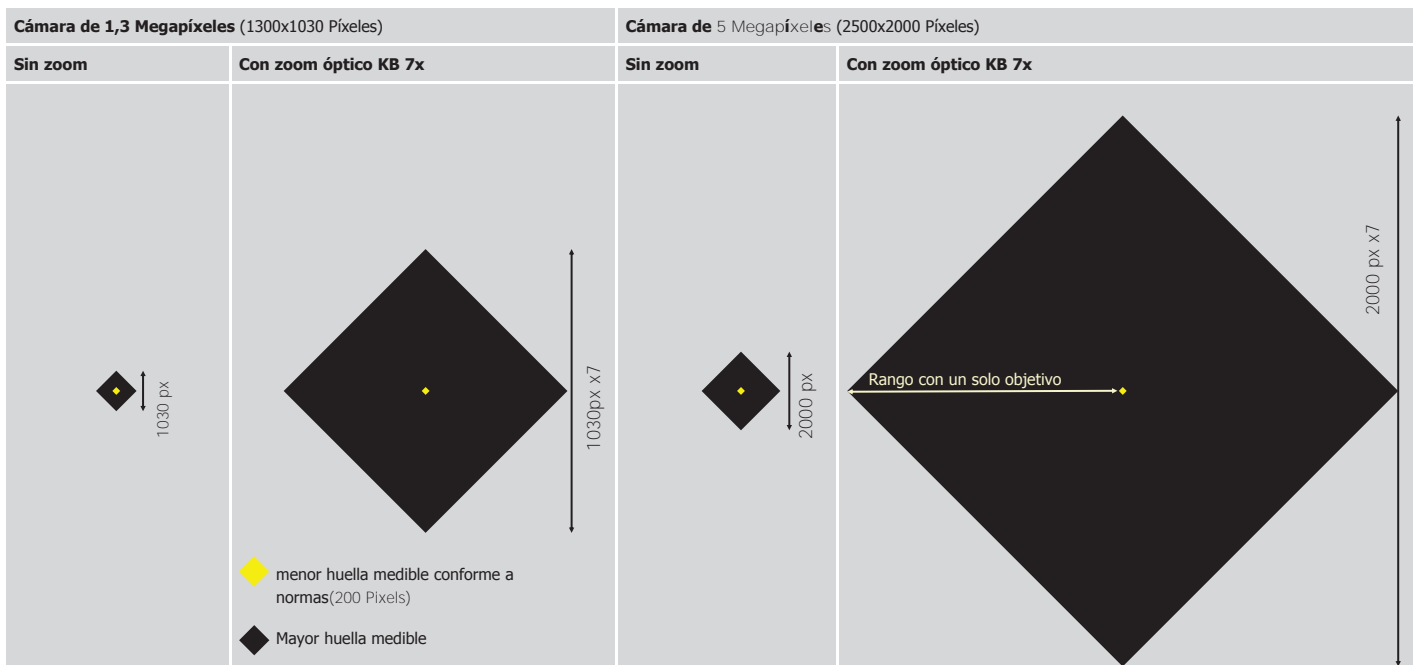 Cámara de 1,3 Megapíxeles (1300x1030 Píxeles)
Cámara de 5 Megapíxeles (2500x2000 Píxeles)
Sin zoom
Con zoom óptico KB 7x
Sin zoom
Con zoom óptico KB 7x
1030 px
1030px x7
2000 px
Rango con un solo objetivo
2000 px x7
menor huella medible conforme a
normas(200 Pixels)
Mayor huella medible